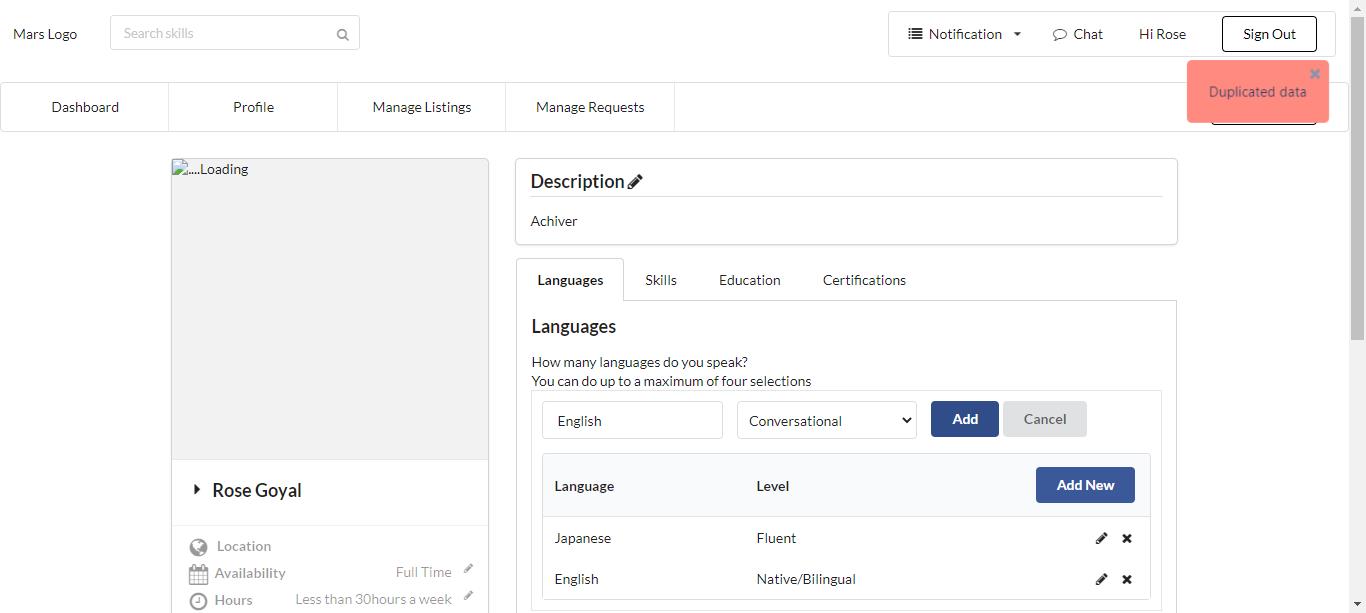 Mars Logo
Search skills
Notification
Chat
Hi Rose
Sign Out
Duplicated data
Dashboard
Profile
Manage Listings
Manage Requests
....Loading
Description
Achiver
Languages
Skills
Education
Certifications
Languages
How many languages do you speak?
You can do up to a maximum of four selections
English
Conversational
Add
Cancel
Language
Level
Add New
Japanese
Fluent
English
Native/Bilingual
Rose Goyal
Location
Availability
Full Time
Hours
Less than 30hours a week